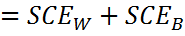 = SCE_W + SCE_B